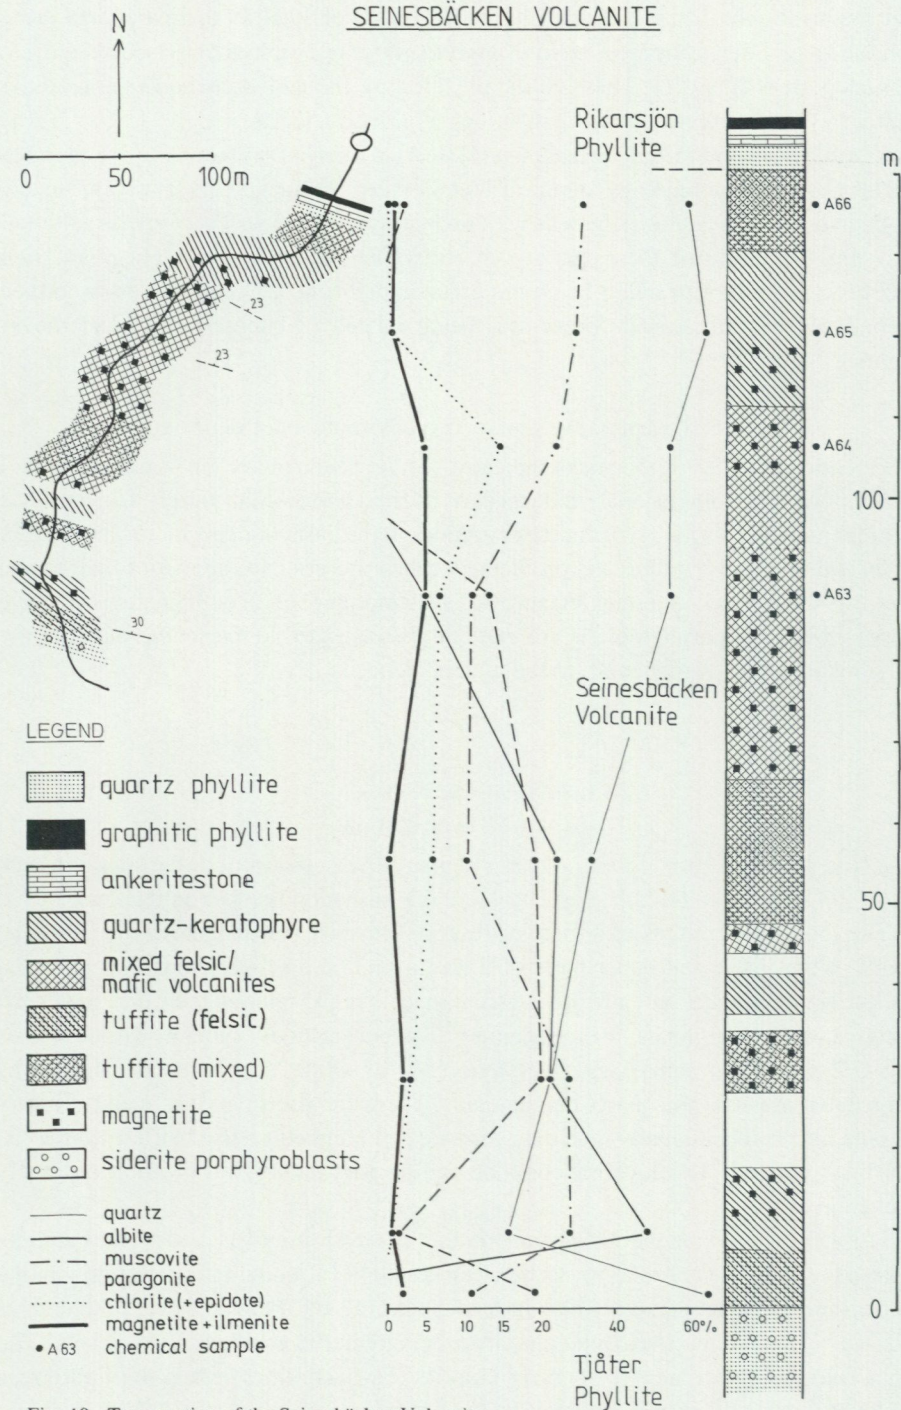 SEINESBÄCKEN VOLCANITE
N
0 50 100m
23
23
30
Rikarsjön
Phyllite
m
A66
A65
A64
100
A63
Seinesbäcken
Volcanite
50
0
LEGEND
quartz phyllite
graphitic phyllite
ankeritestone
quartz-keratophyre
mixed felsic/
mafic volcanites
tuffite (felsic)
tuffite (mixed)
magnetite
siderite porphyroblasts
quartz
albite
muscovite
paragonite
chlorite (+epidote)
magnetite + ilmenite
A 63 chemical sample
0 5 10 15 20 40 60%
Tjåter
Phyllite